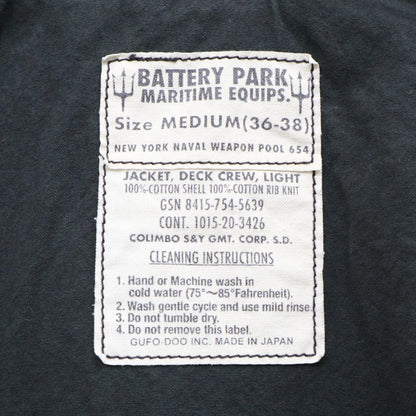 BATTERY PARK
MARITIME EQUIPS.
Size MEDIUM(36-38)
NEW YORK NAVAL WEAPON POOL 654
JACKET, DECK CREW, LIGHT
100%-COTTON SHELL 100%-COTTON RIB KNIT
GSN 8415-754-5639
CONT. 1015-20-3426
COLIMBO S&Y GMT. CORP. S.D.
CLEANING INSTRUCTIONS
1. Hand or Machine wash in
cold water (75°〜85°Fahrenheit).
2. Wash gentle cycle and use mild rinse.
3. Do not tumble dry.
4. Do not remove this label.
GUFO-DOO INC. MADE IN JAPAN